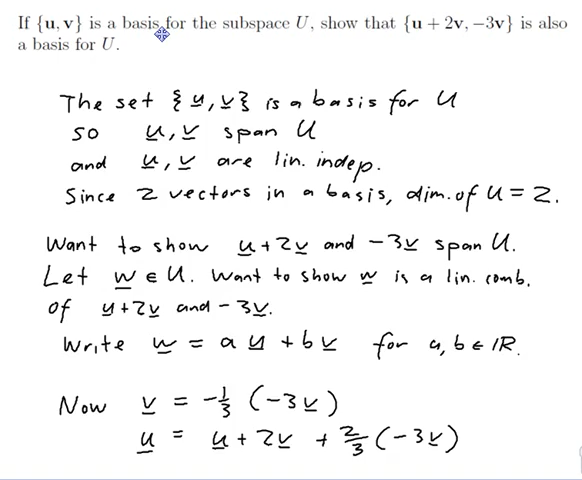 If {u, v} is a basis for the subspace U, show that {u + 2v, −3v} is also
a basis for U.
The set {u, v} is a basis for U
so u, v span U
and u, v are lin. indep.
Since 2 vectors in a basis, dim. of U = 2.
Want to show u + 2v and −3v span U.
Let w ∈ U. Want to show w is a lin. comb.
of u + 2v and −3v.
Write w = a u + b v for a, b ∈ IR.
Now v = −1/3 (−3v)
u = u + 2v + 2/3 (−3v)